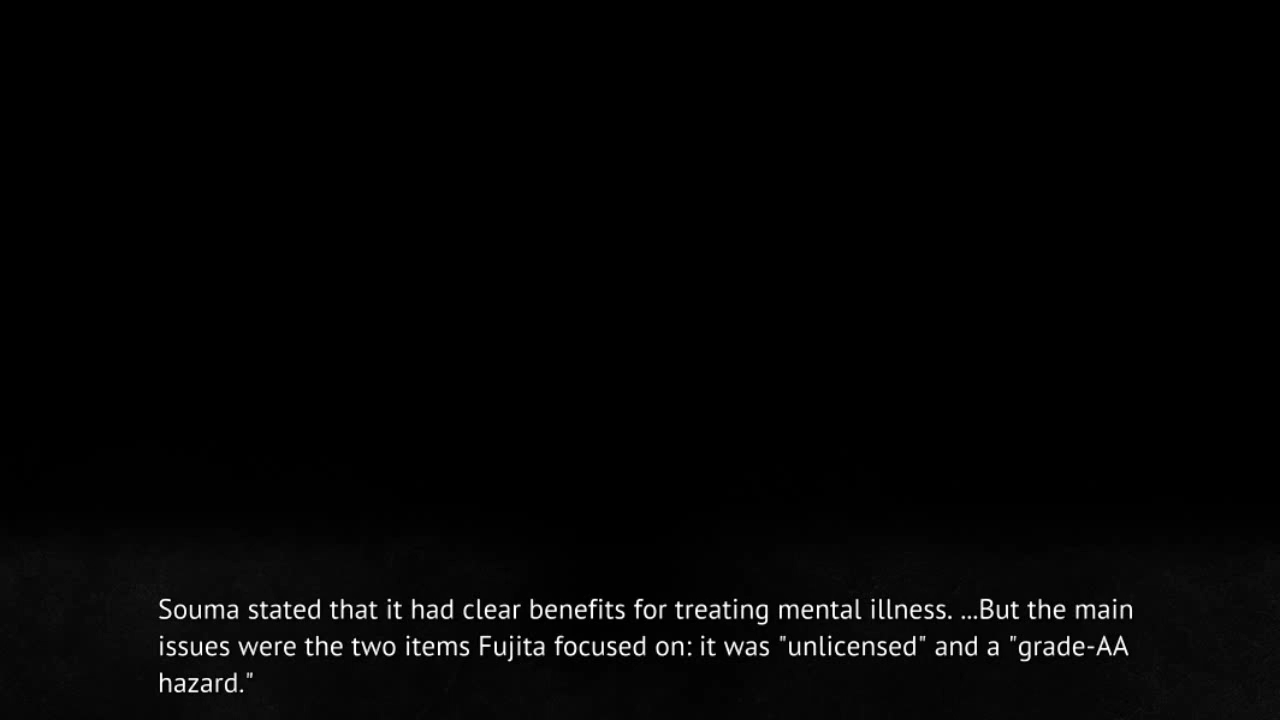 Souma stated that it had clear benefits for treating mental illness. ...But the main
issues were the two items Fujita focused on: it was "unlicensed" and a "grade-AA
hazard."